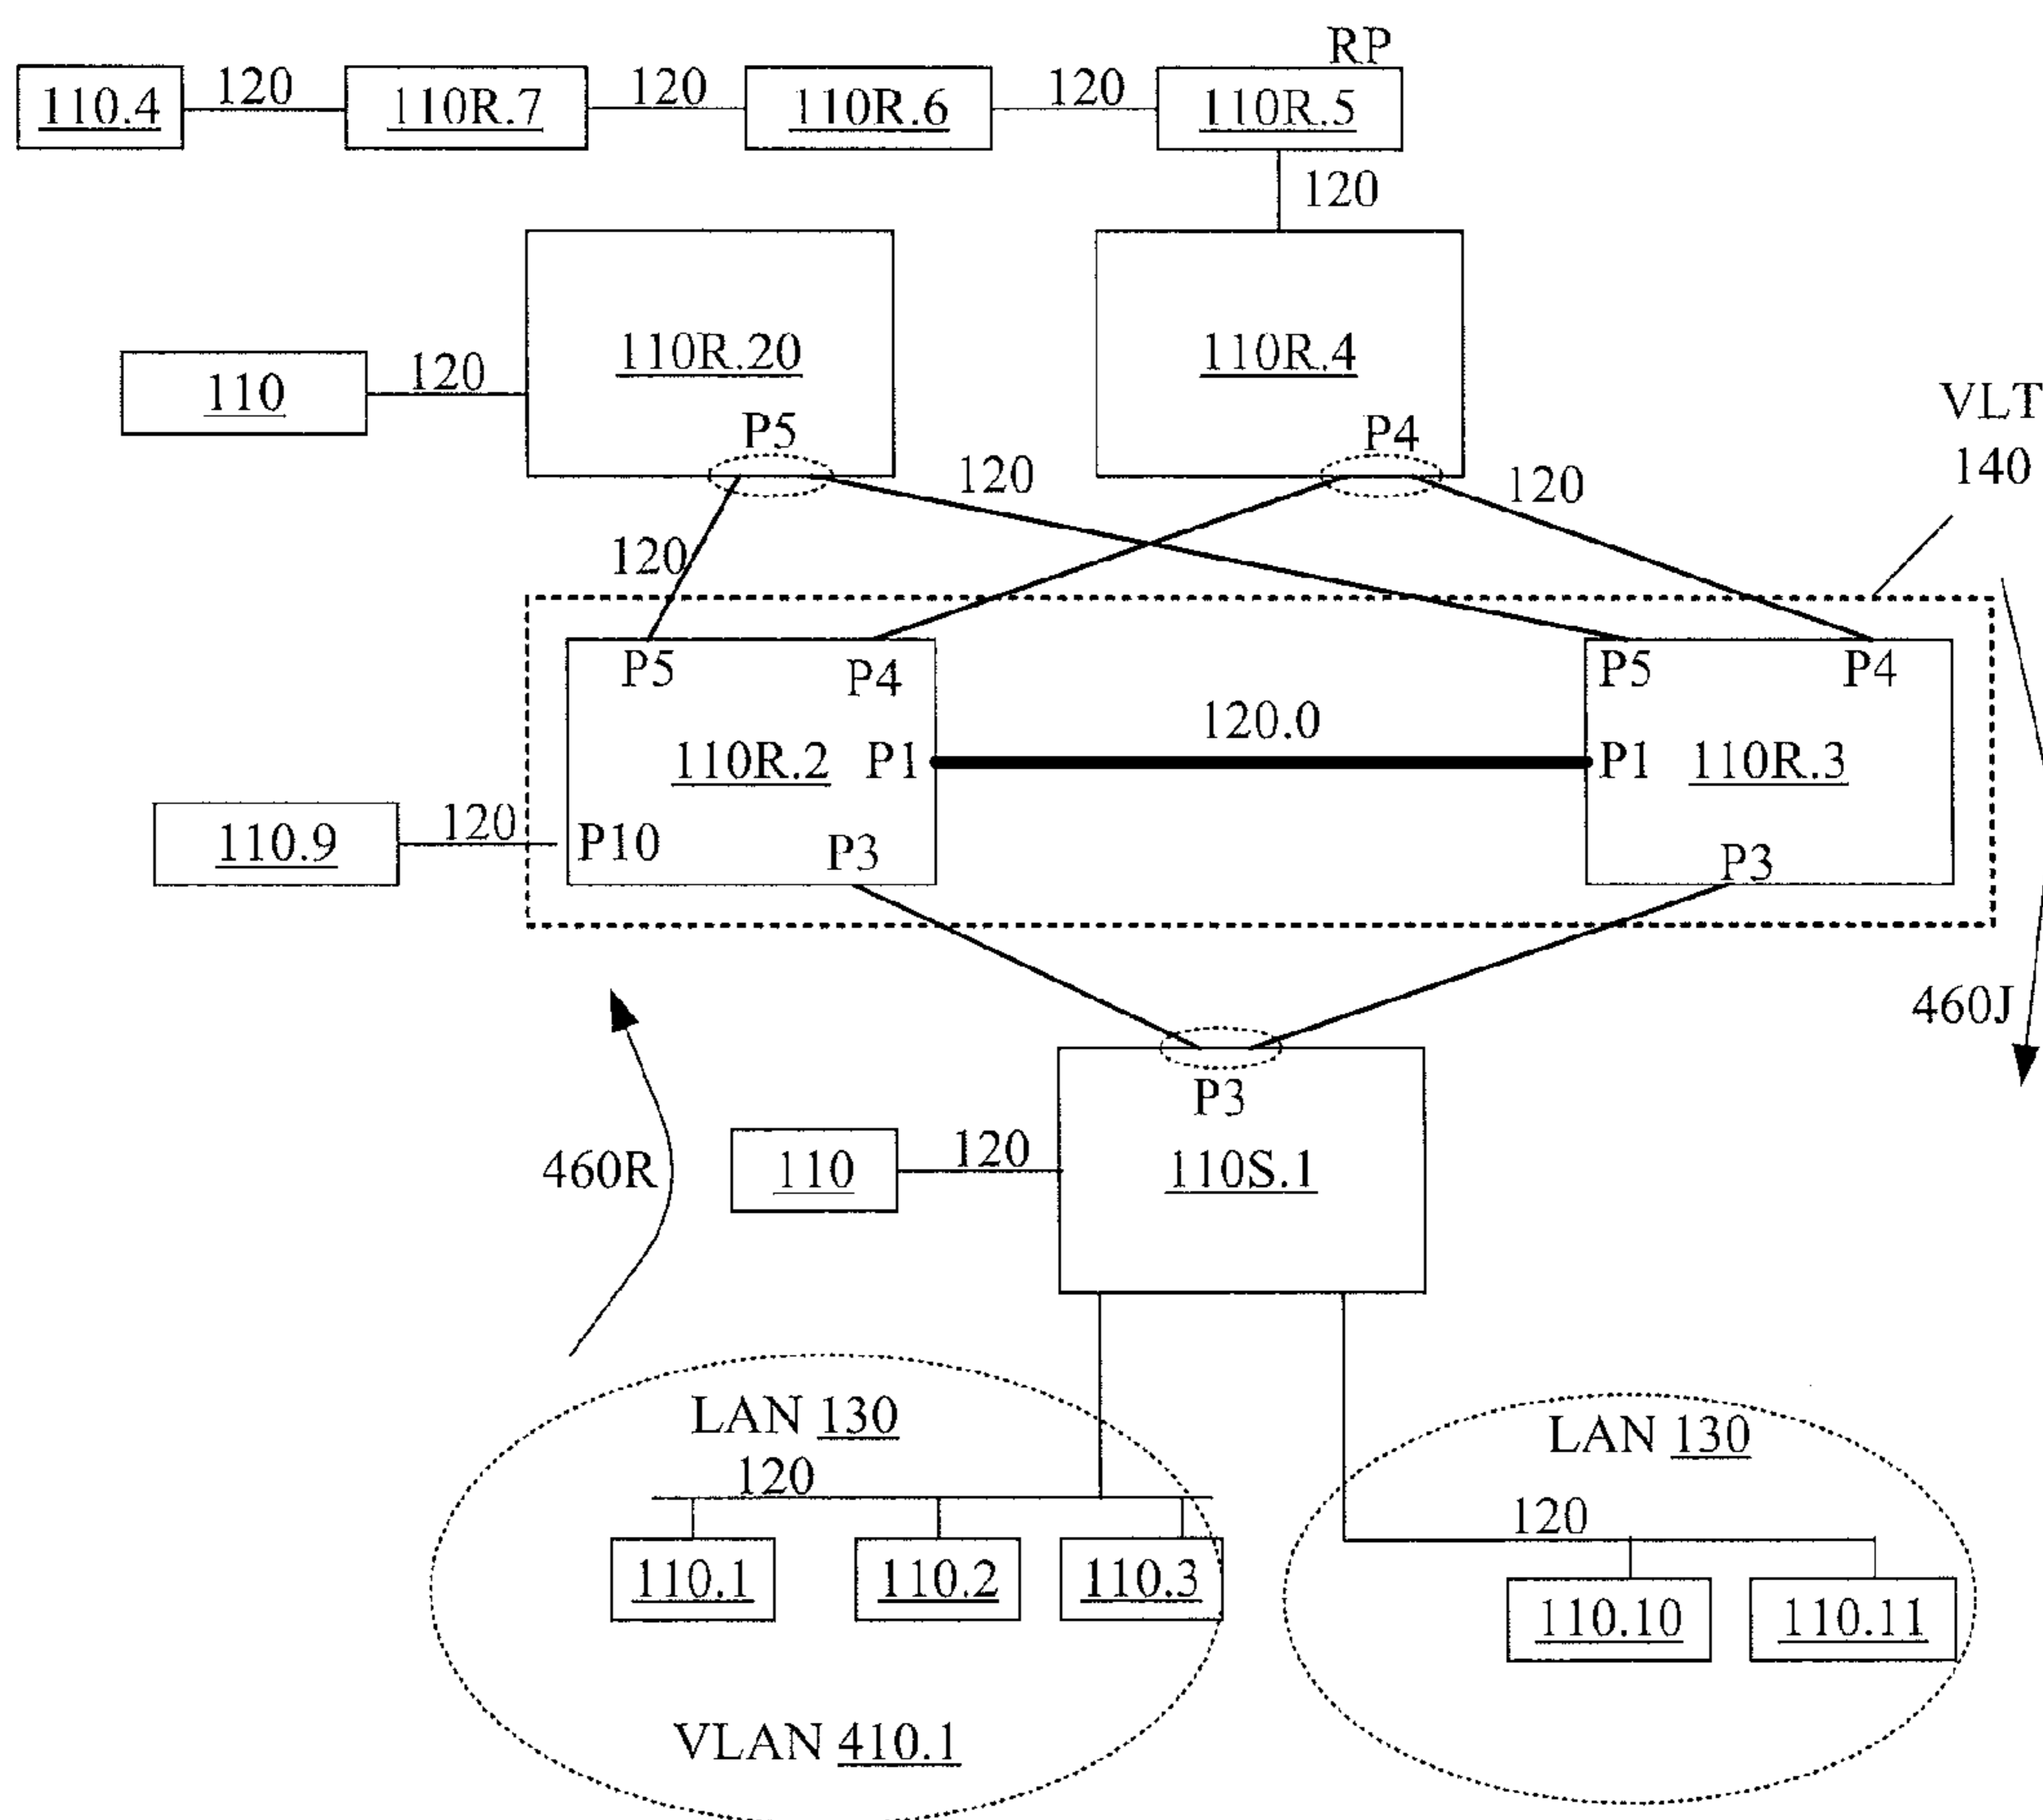 RP
110.4 120 110R.7 120 110R.6 120 110R.5
120
110R.20 110R.4
110 120
P5 P4
VLT
140
120 120
120
P5 P4 P5 P4
120.0
110R.2 P1 P1 110R.3
110.9 120 P10 P3 P3
460J
P3
460R 110 120 110S.1
LAN 130 LAN 130
120 120
110.1 110.2 110.3 110.10 110.11
VLAN 410.1